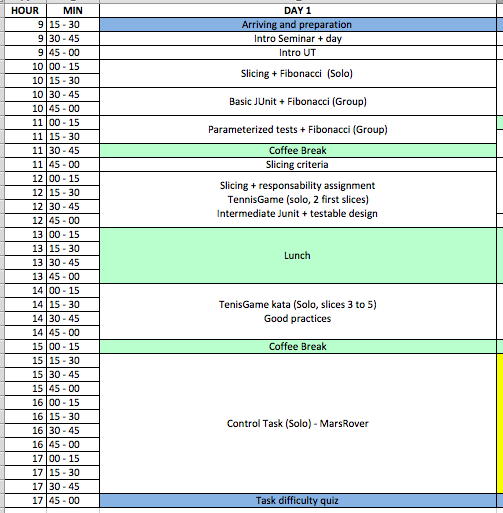 HOUR MIN DAY 1
9 15 - 30 Arriving and preparation
9 30 - 45 Intro Seminar + day
9 45 - 00 Intro UT
10 00 - 15
Slicing + Fibonacci (Solo)
10 15 - 30
10 30 - 45
Basic JUnit + Fibonacci (Group)
10 45 - 00
11 00 - 15
Parameterized tests + Fibonacci (Group)
11 15 - 30
11 30 - 45 Coffee Break
11 45 - 00 Slicing criteria
12 00 - 15
Slicing + responsability assignment
12 15 - 30
TennisGame (solo, 2 first slices)
12 30 - 45
Intermediate Junit + testable design
12 45 - 00
13 00 - 15
13 15 - 30
Lunch
13 30 - 45
13 45 - 00
14 00 - 15
14 15 - 30 TenisGame kata (Solo, slices 3 to 5)
14 30 - 45 Good practices
14 45 - 00
15 00 - 15 Coffee Break
15 15 - 30
15 30 - 45
15 45 - 00
16 00 - 15
16 15 - 30
Control Task (Solo) - MarsRover
16 30 - 45
16 45 - 00
17 00 - 15
17 15 - 30
17 30 - 45
17 45 - 00 Task difficulty quiz